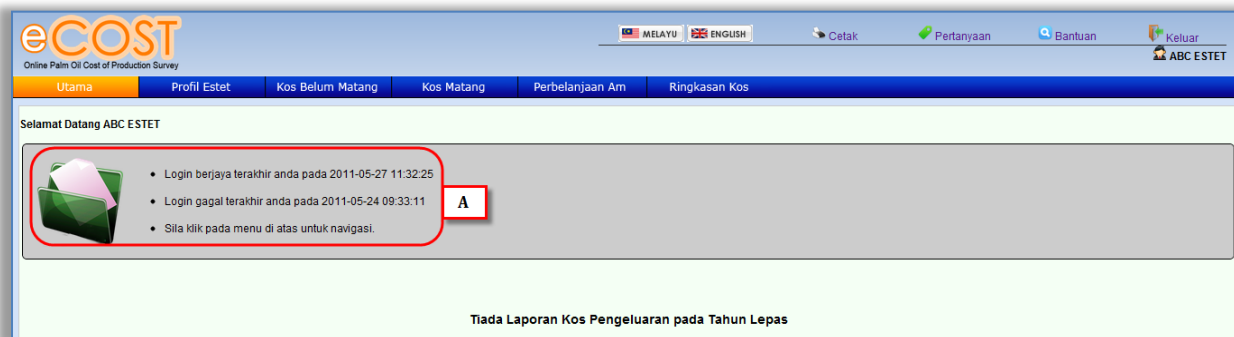 eCOST
Online Palm Oil Cost of Production Survey
MELAYU ENGLISH Cetak Pertanyaan Bantuan Keluar
ABC ESTET
Utama Profil Estet Kos Belum Matang Kos Matang Perbelanjaan Am Ringkasan Kos
Selamat Datang ABC ESTET
• Login berjaya terakhir anda pada 2011-05-27 11:32:25
• Login gagal terakhir anda pada 2011-05-24 09:33:11
A
• Sila klik pada menu di atas untuk navigasi.
Tiada Laporan Kos Pengeluaran pada Tahun Lepas